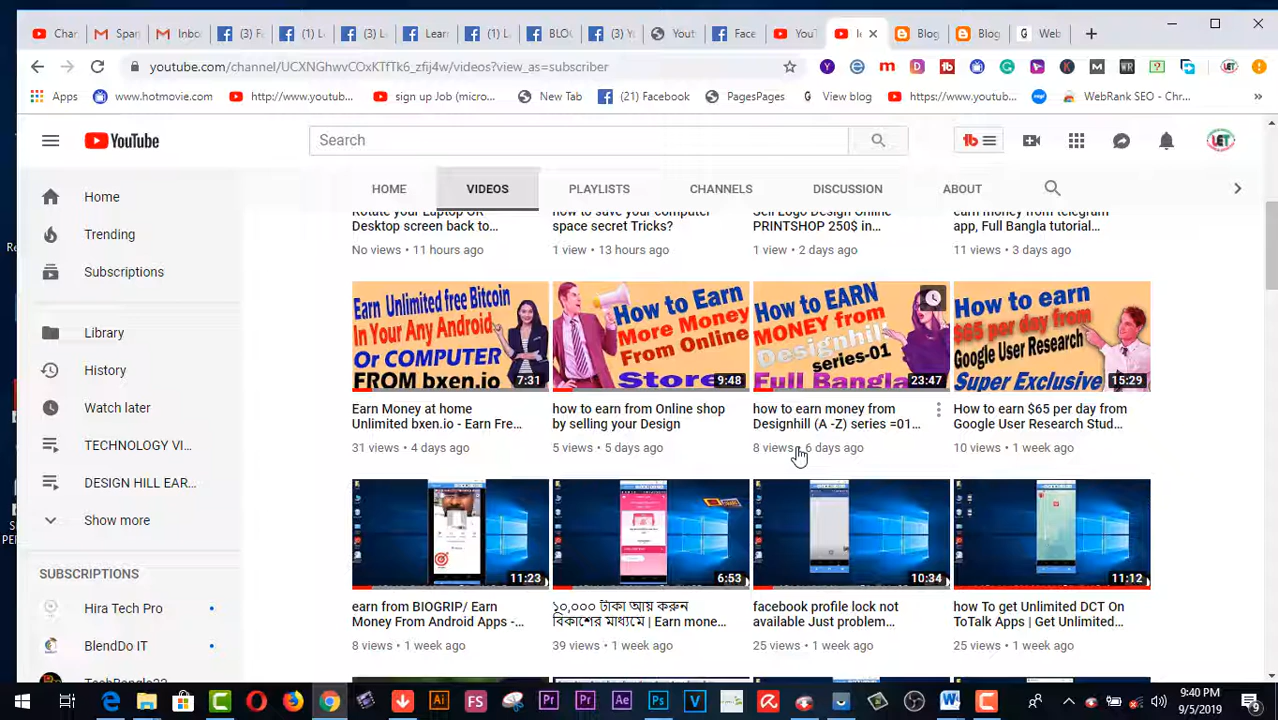 Char
Span
Inbo
(3) Fa
(1) L
(3) L
Learn
(1) L
BLOC
(3) Y
Yout
Face
YouT
Blog
Blog
Web
youtube.com/channel/UCXNGhwvCOxKTfTk6_zfij4w/videos?view_as=subscriber
Apps
www.hotmovie.com
http://www.youtub...
sign up Job (micro...
New Tab
(21) Facebook
PagesPages
View blog
https://www.youtub...
WebRank SEO - Chr...
YouTube
Search
LET
HOME
VIDEOS
PLAYLISTS
CHANNELS
DISCUSSION
ABOUT
Home
Trending
Subscriptions
Library
History
Watch later
TECHNOLOGY VI...
DESIGN HILL EAR...
Show more
SUBSCRIPTIONS
Hira Tech Pro
BlendDo IT
TechBangla23
Rotate your Laptop OR
Desktop screen back to...
No views • 11 hours ago
how to save your computer
space secret Tricks?
1 view • 13 hours ago
Sell Logo Design Online
PRINTSHOP 250$ in...
1 view • 2 days ago
earn money from telegram
app, Full Bangla tutorial...
11 views • 3 days ago
Earn Unlimited free Bitcoin
In Your Any Android
Or COMPUTER
FROM bxen.io
7:31
How to Earn
More Money
From Online
Store
9:48
How to EARN
MONEY from
Designhill
series-01
Full Bangla
23:47
How to earn
$65 per day from
Google User Research
Super Exclusive
15:29
Earn Money at home
Unlimited bxen.io - Earn Fre...
31 views • 4 days ago
how to earn from Online shop
by selling your Design
5 views • 5 days ago
how to earn money from
Designhill (A -Z) series =01...
8 views • 6 days ago
How to earn $65 per day from
Google User Research Stud...
10 views • 1 week ago
11:23
6:53
10:34
11:12
earn from BIOGRIP/ Earn
Money From Android Apps -...
8 views • 1 week ago
১০,০০০ টাকা আয় করুন
বিকাশের মাধ্যমে | Earn mone...
39 views • 1 week ago
facebook profile lock not
available Just problem...
25 views • 1 week ago
how To get Unlimited DCT On
ToTalk Apps | Get Unlimited...
25 views • 1 week ago
9:40 PM
9/5/2019